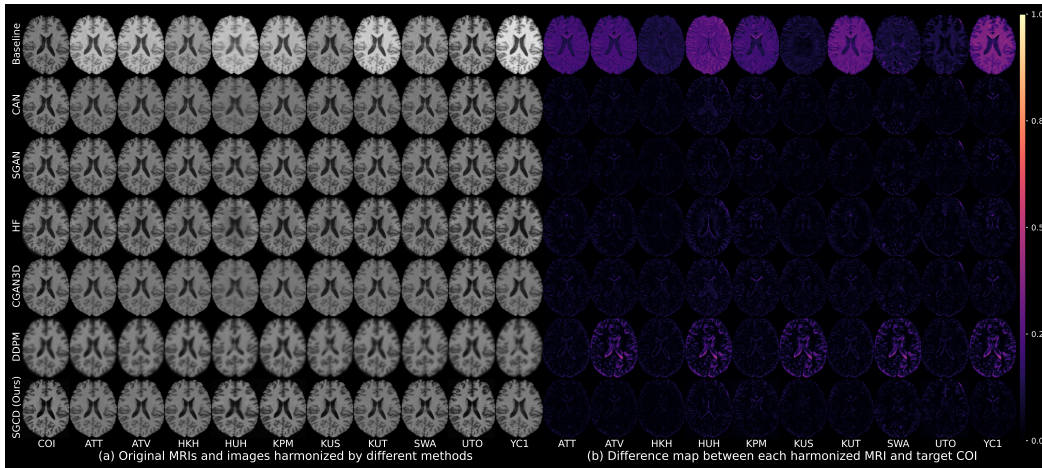 Baseline
CAN
SGAN
HF
CGAN3D
DDPM
SGCD (Ours)
COI ATT ATV HKH HUH KPM KUS KUT SWA UTO YC1
(a) Original MRIs and images harmonized by different methods
ATT ATV HKH HUH KPM KUS KUT SWA UTO YC1
(b) Difference map between each harmonized MRI and target COI
1.0
0.8
0.5
0.2
0.0